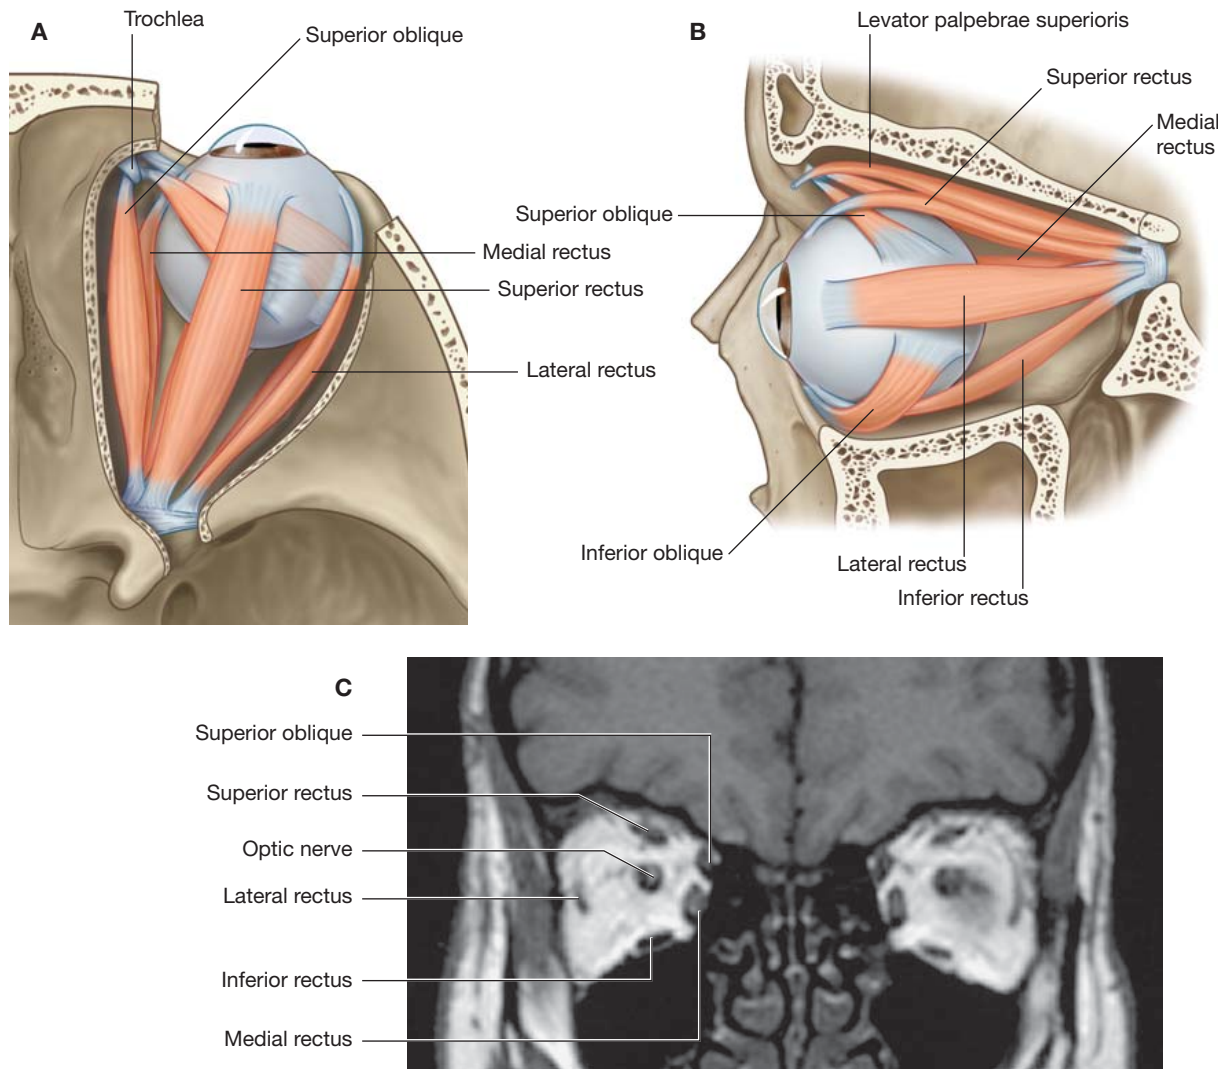 A
Trochlea
Superior oblique
Medial rectus
Superior rectus
Lateral rectus
B
Levator palpebrae superioris
Superior rectus
Medial
rectus
Superior oblique
Inferior oblique
Lateral rectus
Inferior rectus
C
Superior oblique
Superior rectus
Optic nerve
Lateral rectus
Inferior rectus
Medial rectus